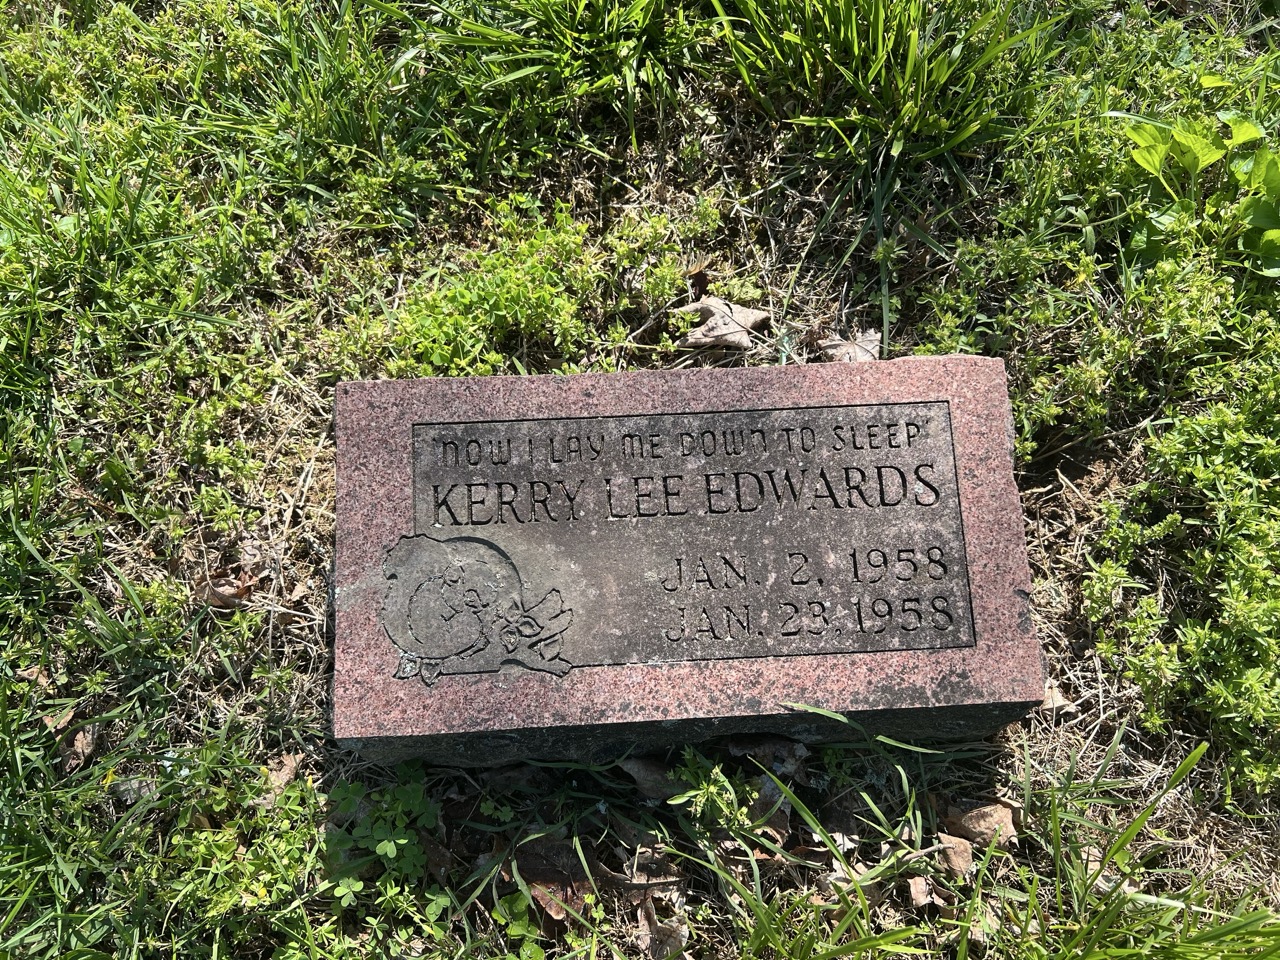 "NOW I LAY ME DOWN TO SLEEP"
KERRY LEE EDWARDS
JAN. 2, 1958
JAN. 23, 1958